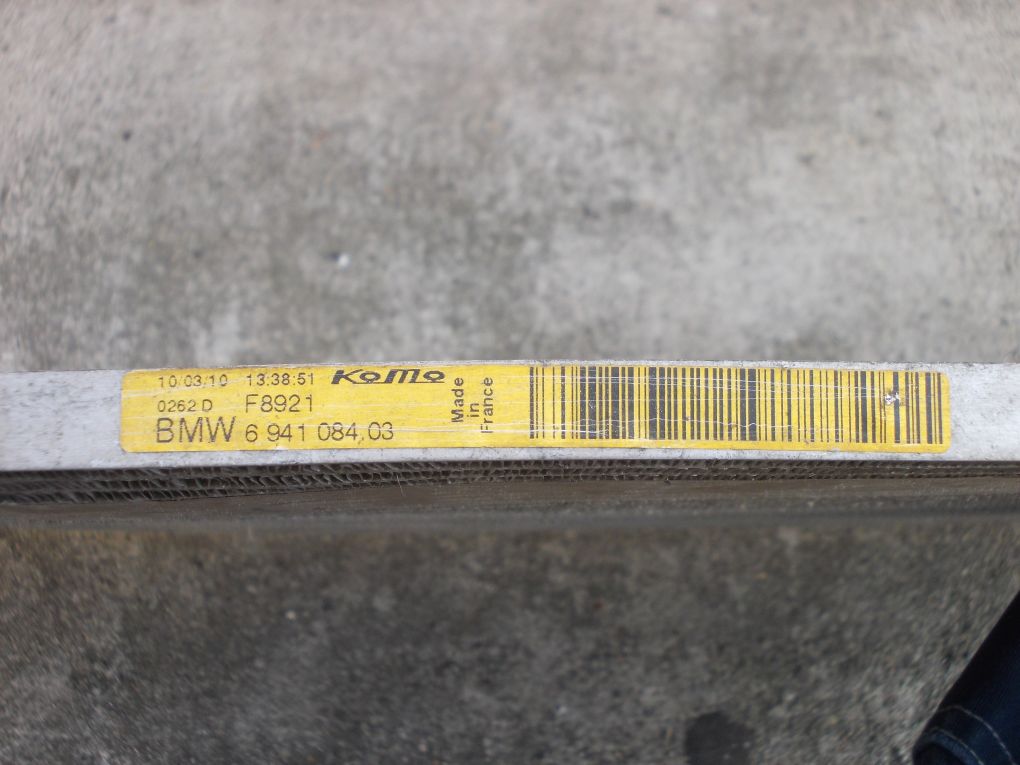 10/03/10 13:38:51 KOMO
0262 D F8921
BMW 6 941 084,03
Made
in
France